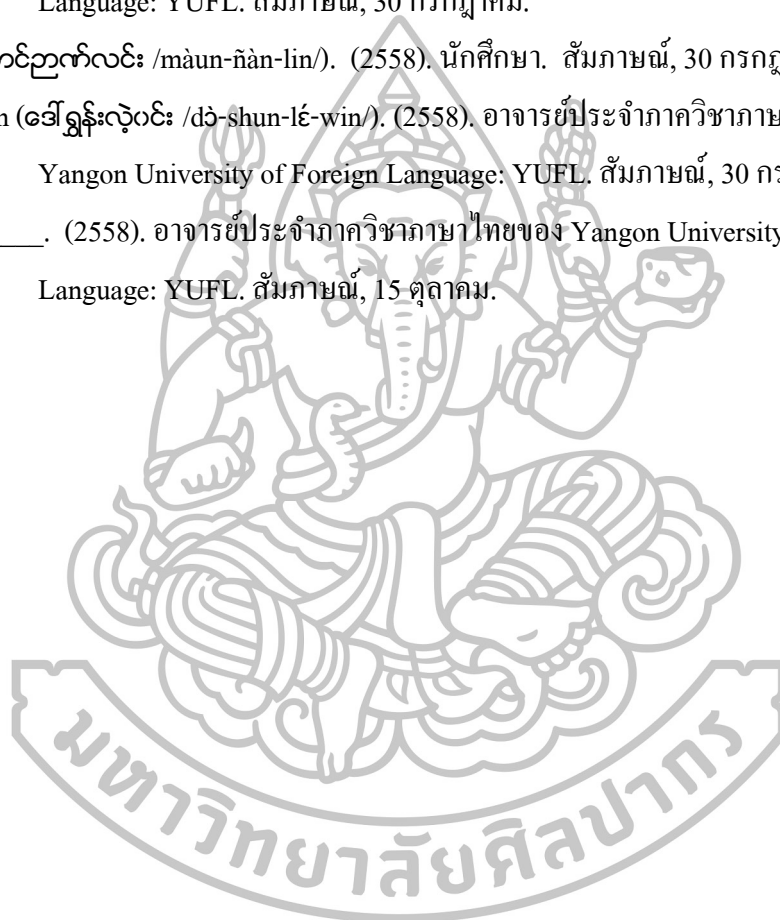 Language: YUFL. สัมภาษณ์, 30 กรกฎาคม.
ာင်ဉာဏ်လင်း /màun-ñàn-lin/). (2558). นักศึกษา. สัมภาษณ์, 30 กรกฎ
n (ဒေါ်ရွှန်းလဲ့ဝင်း /dɔ̀-shun-lɛ́-win/). (2558). อาจารย์ประจำภาควิชาภาษ
Yangon University of Foreign Language: YUFL. สัมภาษณ์, 30 กร
____. (2558). อาจารย์ประจำภาควิชาภาษาไทยของ Yangon University
Language: YUFL. สัมภาษณ์, 15 ตุลาคม.
มหาวิทยาลัยศิลปากร